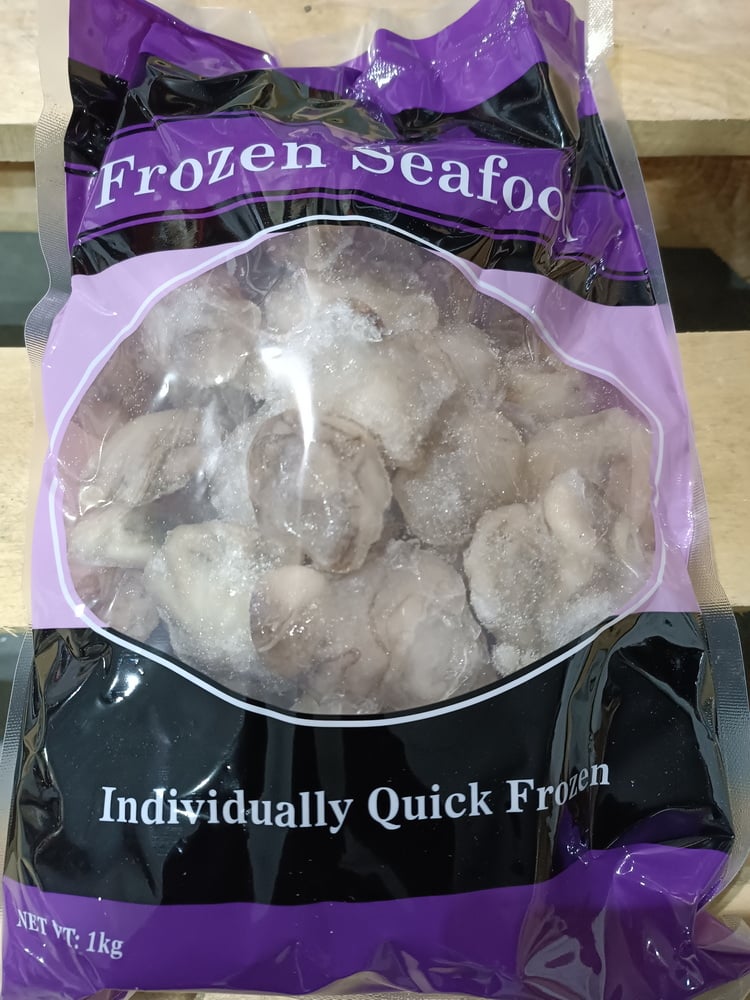 Frozen Seafoo
Individually Quick Frozen
NET WT: 1kg